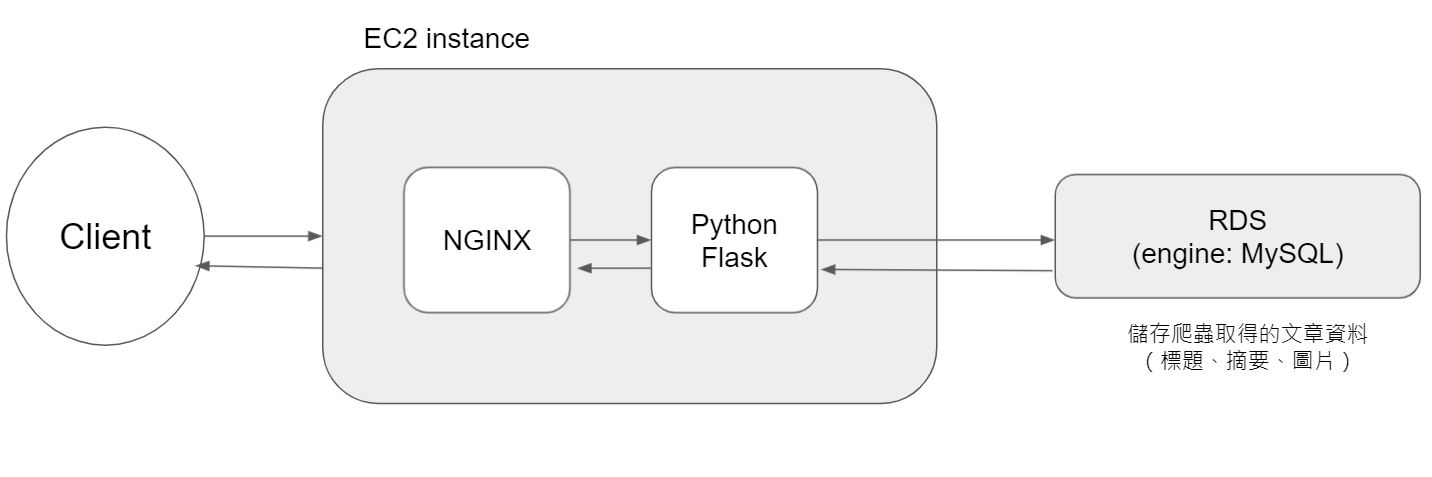 EC2 instance
Client
NGINX
Python
Flask
RDS
(engine: MySQL)
儲存爬蟲取得的文章資料
（標題、摘要、圖片）